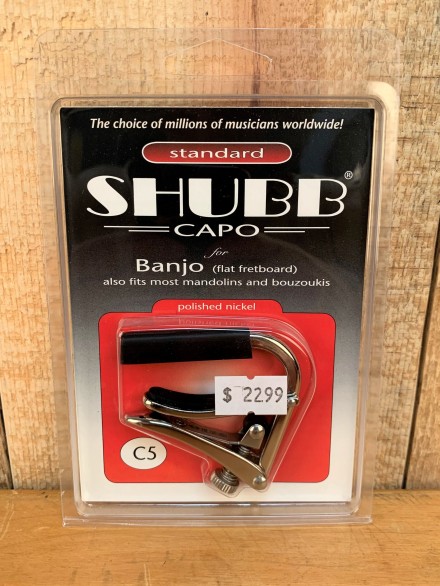 The choice of millions of musicians worldwide!
standard
SHUBB®
CAPO
for
Banjo (flat fretboard)
also fits most mandolins and bouzoukis
polished nickel
$ 22.99
C5